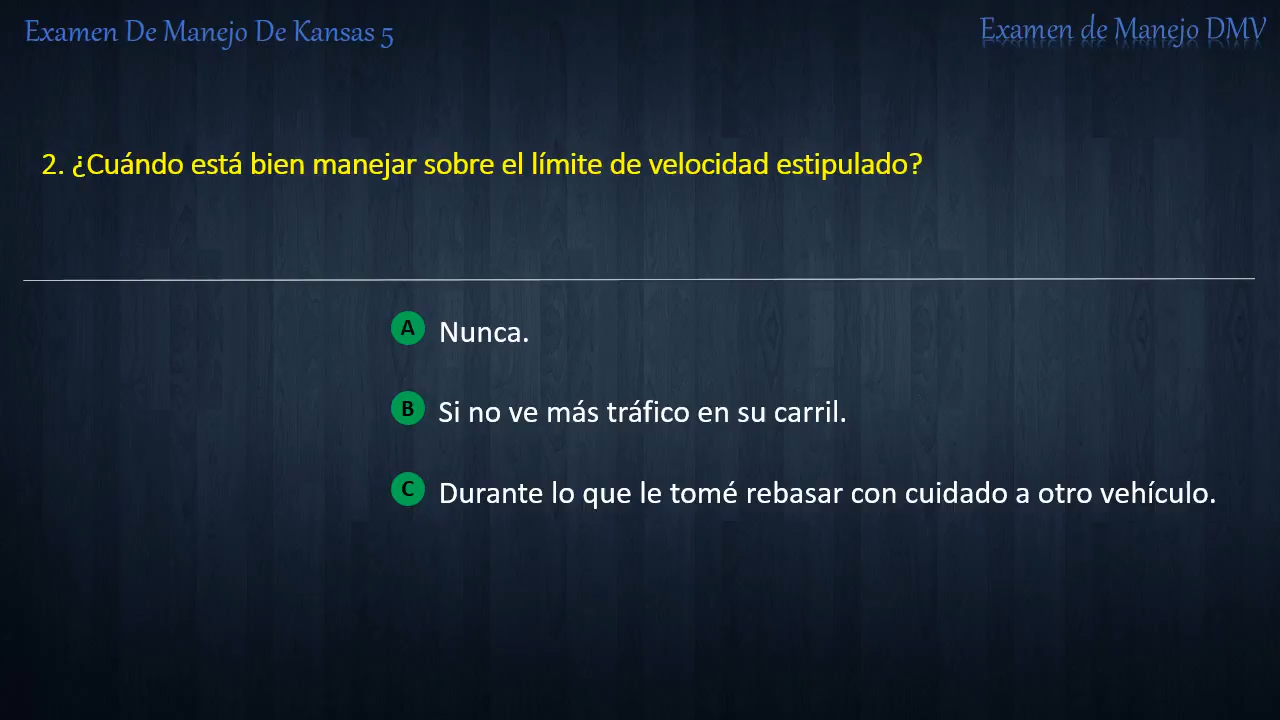 Examen De Manejo De Kansas 5
Examen de Manejo DMV
2. ¿Cuándo está bien manejar sobre el límite de velocidad estipulado?
A Nunca.
B Si no ve más tráfico en su carril.
C Durante lo que le tomé rebasar con cuidado a otro vehículo.